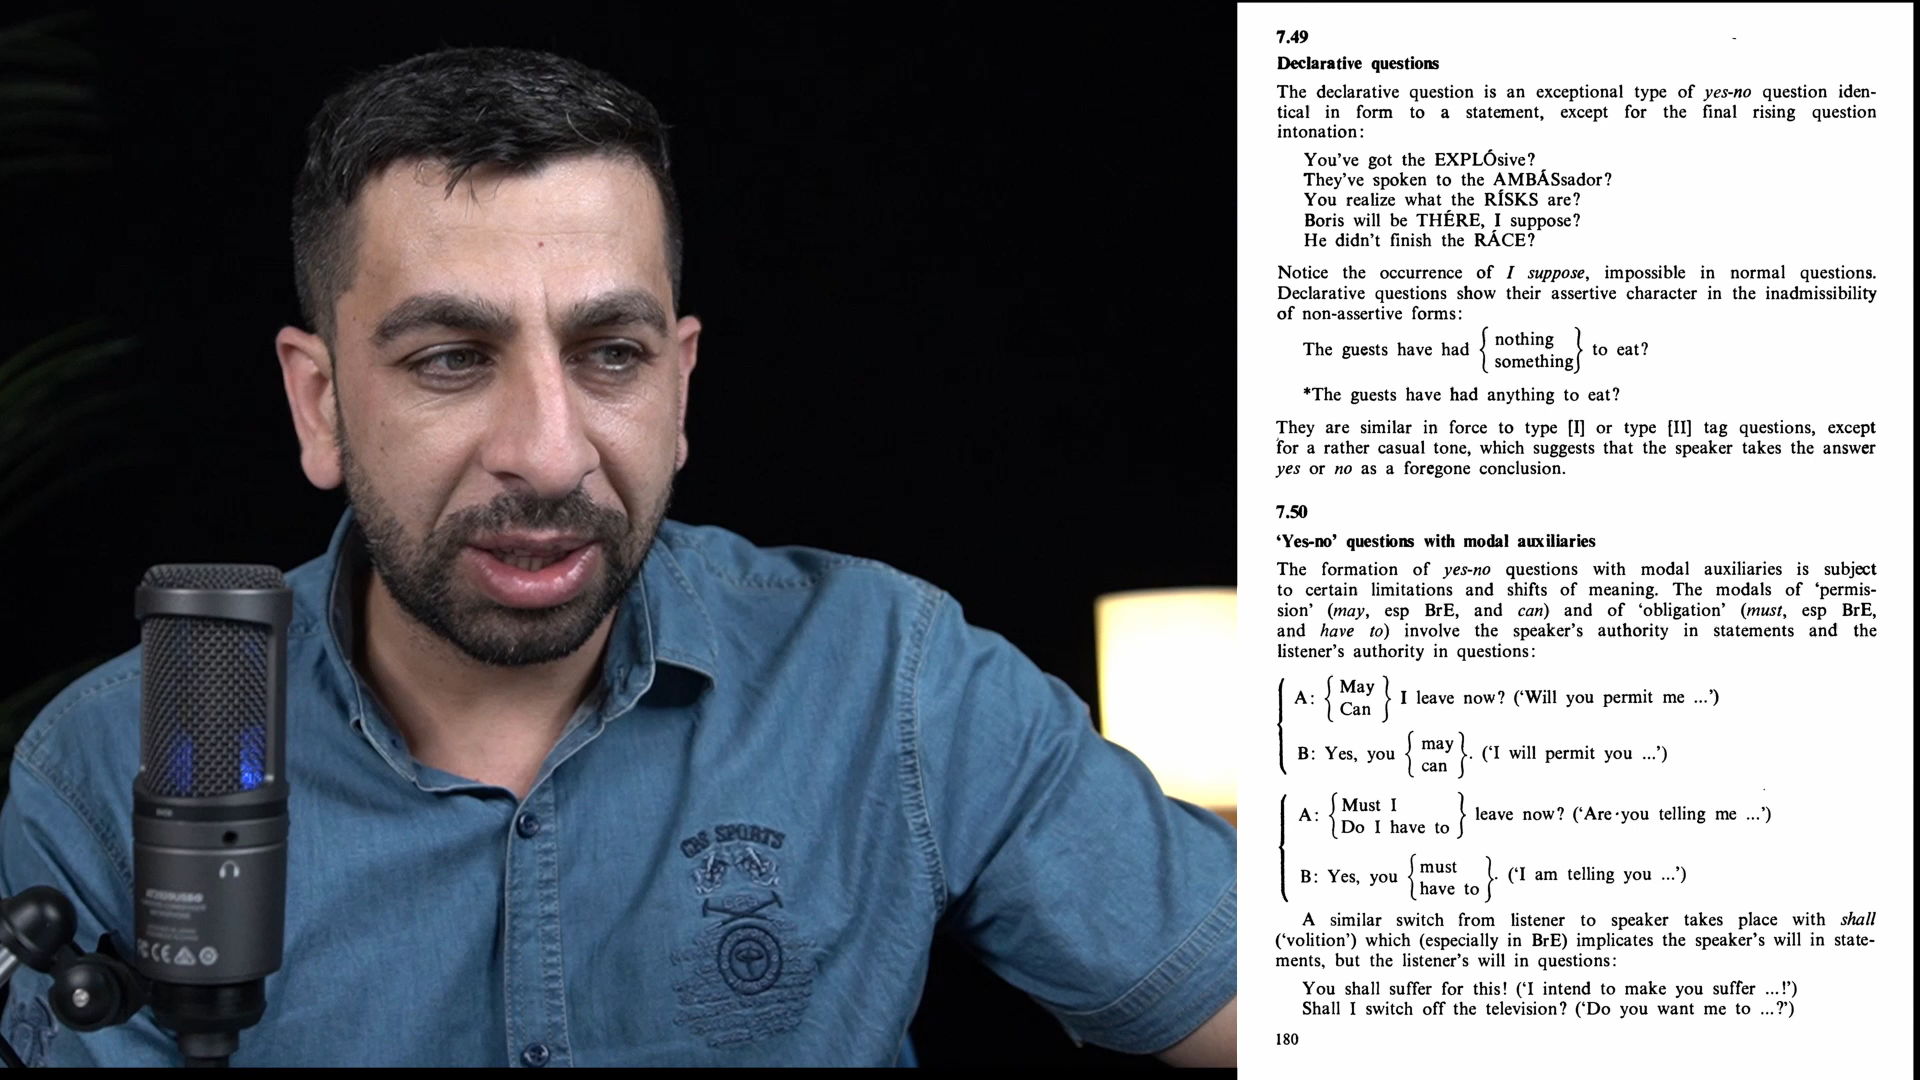 7.49
Declarative questions
The declarative question is an exceptional type of yes-no question iden-
tical in form to a statement, except for the final rising question
intonation:
You've got the EXPLÓsive?
They've spoken to the AMBÁSsador?
You realize what the RÍSKS are?
Boris will be THÉRE, I suppose?
He didn't finish the RÁCE?
Notice the occurrence of I suppose, impossible in normal questions.
Declarative questions show their assertive character in the inadmissibility
of non-assertive forms:
The guests have had { nothing
something } to eat?
*The guests have had anything to eat?
They are similar in force to type [I] or type [II] tag questions, except
for a rather casual tone, which suggests that the speaker takes the answer
yes or no as a foregone conclusion.
7.50
‘Yes-no’ questions with modal auxiliaries
The formation of yes-no questions with modal auxiliaries is subject
to certain limitations and shifts of meaning. The modals of ‘permis-
sion’ (may, esp BrE, and can) and of ‘obligation’ (must, esp BrE,
and have to) involve the speaker's authority in statements and the
listener's authority in questions:
A: { May
Can } I leave now? (‘Will you permit me ...’)
B: Yes, you { may
can }. (‘I will permit you ...’)
A: { Must I
Do I have to } leave now? (‘Are you telling me ...’)
B: Yes, you { must
have to }. (‘I am telling you ...’)
A similar switch from listener to speaker takes place with shall
(‘volition’) which (especially in BrE) implicates the speaker's will in state-
ments, but the listener's will in questions:
You shall suffer for this! (‘I intend to make you suffer ...!’)
Shall I switch off the television? (‘Do you want me to ...?’)
180
CAS SPORTS